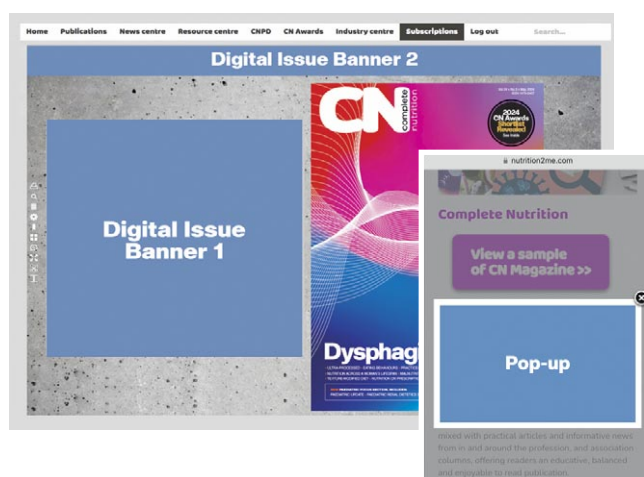 Home Publications News centre Resource centre CNPD CN Awards Industry centre Subscriptions Log out Search...
Digital Issue Banner 2
CN
complete
nutrition
2024
CN Awards
Shortlist
Revealed
Digital Issue
Banner 1
Dysphag
nutrition2me.com
Complete Nutrition
View a sample
of CN Magazine >>
Pop-up
mixed with practical articles and informative news
from in and around the profession, and association
columns, offering readers an educative, balanced
and enjoyable to read publication.